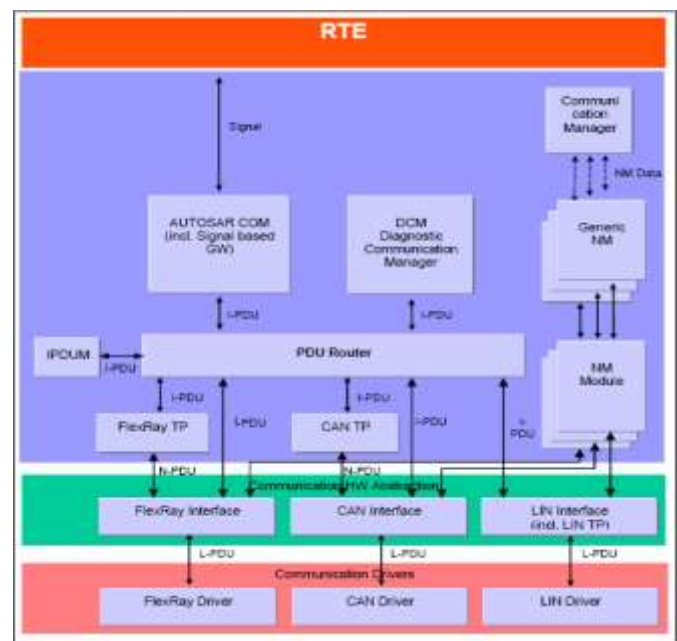 RTE
Signal
Communi
cation
Manager
NM Data
AUTOSAR COM
(incl. Signal based
GW)
DCM
Diagnostic
Communication
Manager
Generic
NM
I-PDU
I-PDU
IPDUM
I-PDU
PDU Router
NM
Module
I-PDU
I-PDU
I-PDU
I-PDU
I-
PDU
FlexRay TP
CAN TP
N-PDU
N-PDU
Communication HW Abstraction
FlexRay Interface
CAN Interface
LIN Interface
(incl. LIN TP)
L-PDU
L-PDU
L-PDU
Communication Drivers
FlexRay Driver
CAN Driver
LIN Driver